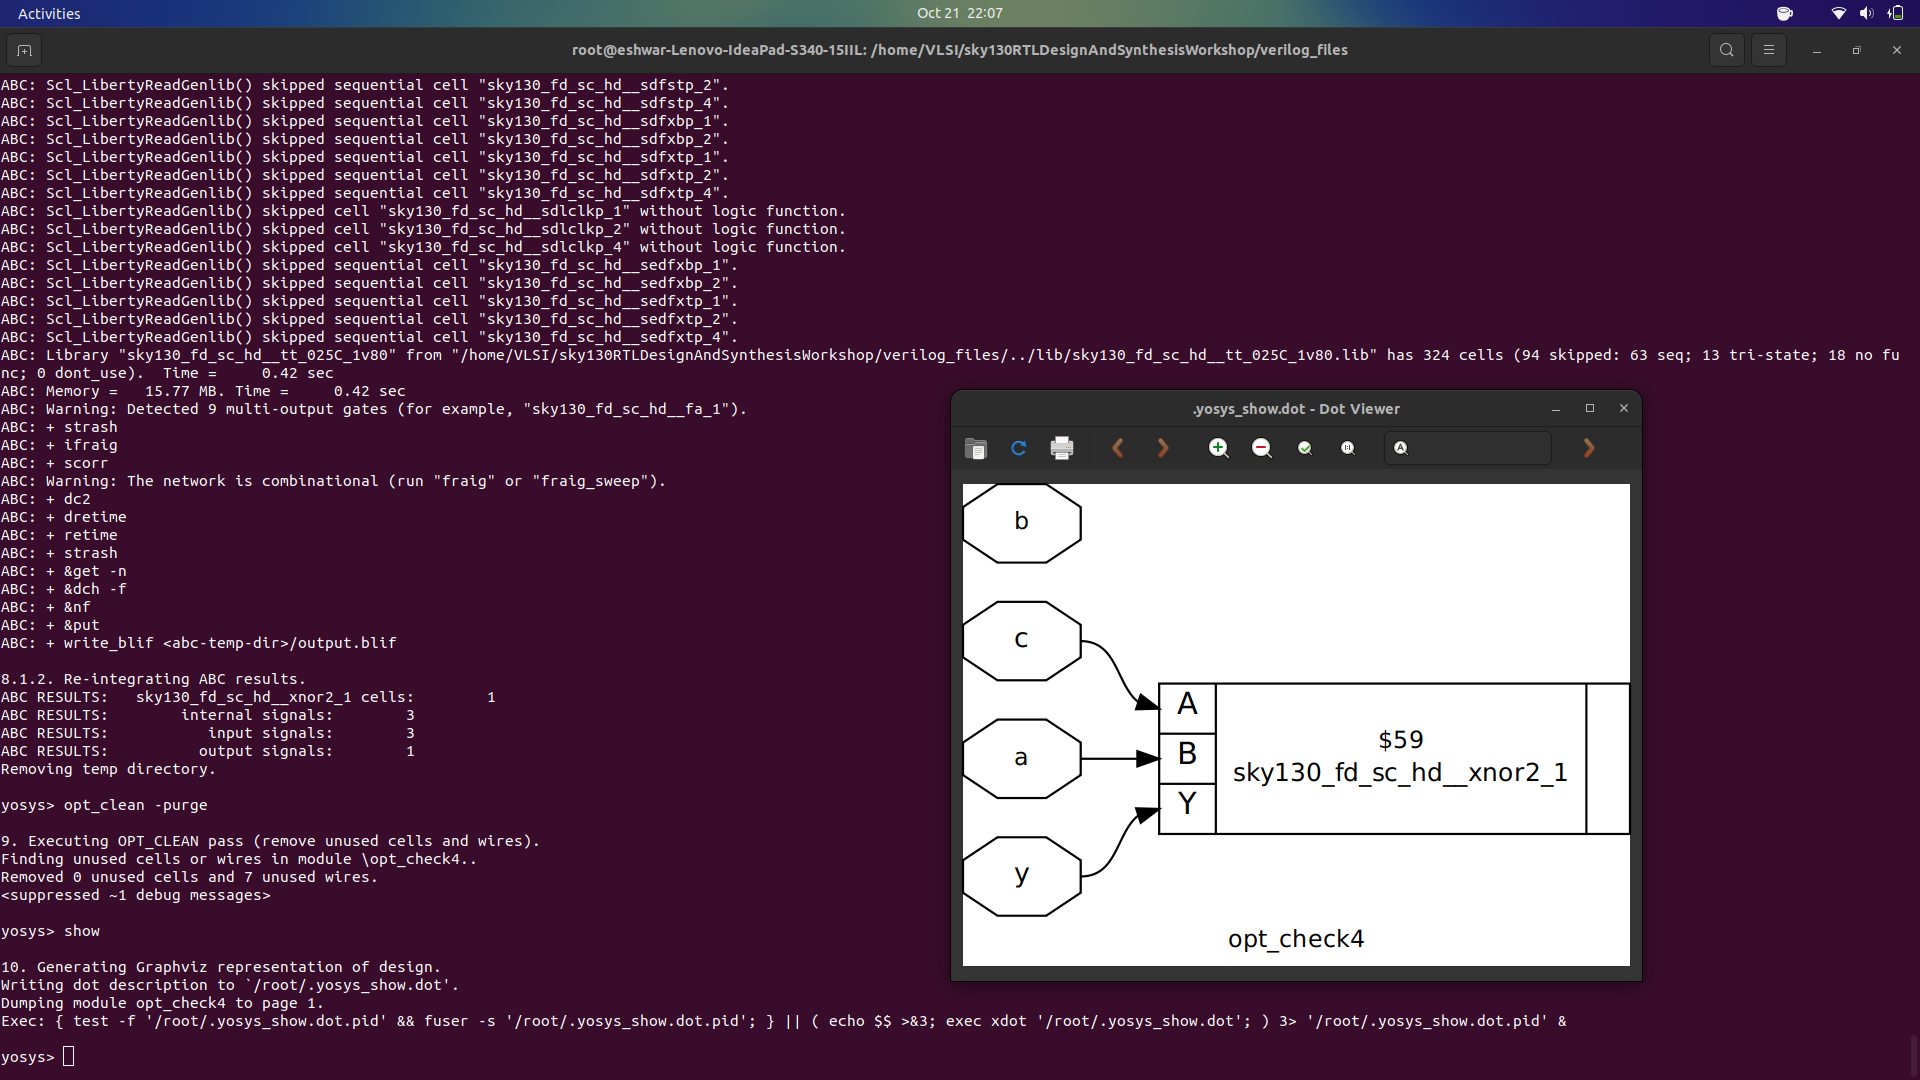 Activities
Oct 21 22:07
root@eshwar-Lenovo-IdeaPad-S340-15IIL: /home/VLSI/sky130RTLDesignAndSynthesisWorkshop/verilog_files
ABC: Scl_LibertyReadGenlib() skipped sequential cell "sky130_fd_sc_hd__sdfstp_2".
ABC: Scl_LibertyReadGenlib() skipped sequential cell "sky130_fd_sc_hd__sdfstp_4".
ABC: Scl_LibertyReadGenlib() skipped sequential cell "sky130_fd_sc_hd__sdfxbp_1".
ABC: Scl_LibertyReadGenlib() skipped sequential cell "sky130_fd_sc_hd__sdfxbp_2".
ABC: Scl_LibertyReadGenlib() skipped sequential cell "sky130_fd_sc_hd__sdfxtp_1".
ABC: Scl_LibertyReadGenlib() skipped sequential cell "sky130_fd_sc_hd__sdfxtp_2".
ABC: Scl_LibertyReadGenlib() skipped sequential cell "sky130_fd_sc_hd__sdfxtp_4".
ABC: Scl_LibertyReadGenlib() skipped cell "sky130_fd_sc_hd__sdlclkp_1" without logic function.
ABC: Scl_LibertyReadGenlib() skipped cell "sky130_fd_sc_hd__sdlclkp_2" without logic function.
ABC: Scl_LibertyReadGenlib() skipped cell "sky130_fd_sc_hd__sdlclkp_4" without logic function.
ABC: Scl_LibertyReadGenlib() skipped sequential cell "sky130_fd_sc_hd__sedfxbp_1".
ABC: Scl_LibertyReadGenlib() skipped sequential cell "sky130_fd_sc_hd__sedfxbp_2".
ABC: Scl_LibertyReadGenlib() skipped sequential cell "sky130_fd_sc_hd__sedfxtp_1".
ABC: Scl_LibertyReadGenlib() skipped sequential cell "sky130_fd_sc_hd__sedfxtp_2".
ABC: Scl_LibertyReadGenlib() skipped sequential cell "sky130_fd_sc_hd__sedfxtp_4".
ABC: Library "sky130_fd_sc_hd__tt_025C_1v80" from "/home/VLSI/sky130RTLDesignAndSynthesisWorkshop/verilog_files/../lib/sky130_fd_sc_hd__tt_025C_1v80.lib" has 324 cells (94 skipped: 63 seq; 13 tri-state; 18 no fu
nc; 0 dont_use).  Time =     0.42 sec
ABC: Memory =   15.77 MB. Time =     0.42 sec
ABC: Warning: Detected 9 multi-output gates (for example, "sky130_fd_sc_hd__fa_1").
ABC: + strash
ABC: + ifraig
ABC: + scorr
ABC: Warning: The network is combinational (run "fraig" or "fraig_sweep").
ABC: + dc2
ABC: + dretime
ABC: + retime
ABC: + strash
ABC: + &get -n
ABC: + &dch -f
ABC: + &nf
ABC: + &put
ABC: + write_blif <abc-temp-dir>/output.blif
8.1.2. Re-integrating ABC results.
ABC RESULTS:   sky130_fd_sc_hd__xnor2_1 cells:        1
ABC RESULTS:        internal signals:        3
ABC RESULTS:           input signals:        3
ABC RESULTS:          output signals:        1
Removing temp directory.
yosys> opt_clean -purge
9. Executing OPT_CLEAN pass (remove unused cells and wires).
Finding unused cells or wires in module \opt_check4..
Removed 0 unused cells and 7 unused wires.
<suppressed ~1 debug messages>
yosys> show
10. Generating Graphviz representation of design.
Writing dot description to `/root/.yosys_show.dot'.
Dumping module opt_check4 to page 1.
Exec: { test -f '/root/.yosys_show.dot.pid' && fuser -s '/root/.yosys_show.dot.pid'; } || ( echo $$ >&3; exec xdot '/root/.yosys_show.dot'; ) 3> '/root/.yosys_show.dot.pid' &
yosys>
.yosys_show.dot - Dot Viewer
b
c
a
y
A
B
Y
$59
sky130_fd_sc_hd__xnor2_1
opt_check4